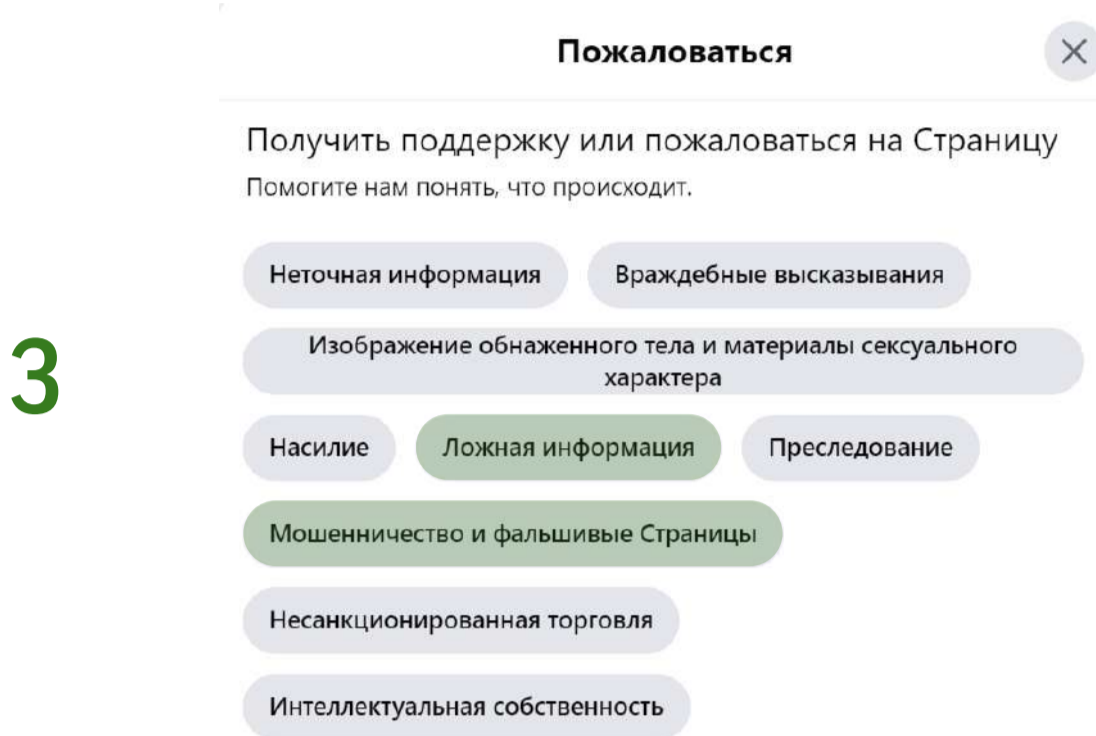 Пожаловаться
Получить поддержку или пожаловаться на Страницу
Помогите нам понять, что происходит.
Неточная информация Враждебные высказывания
3
Изображение обнаженного тела и материалы сексуального
характера
Насилие Ложная информация Преследование
Мошенничество и фальшивые Страницы
Несанкционированная торговля
Интеллектуальная собственность